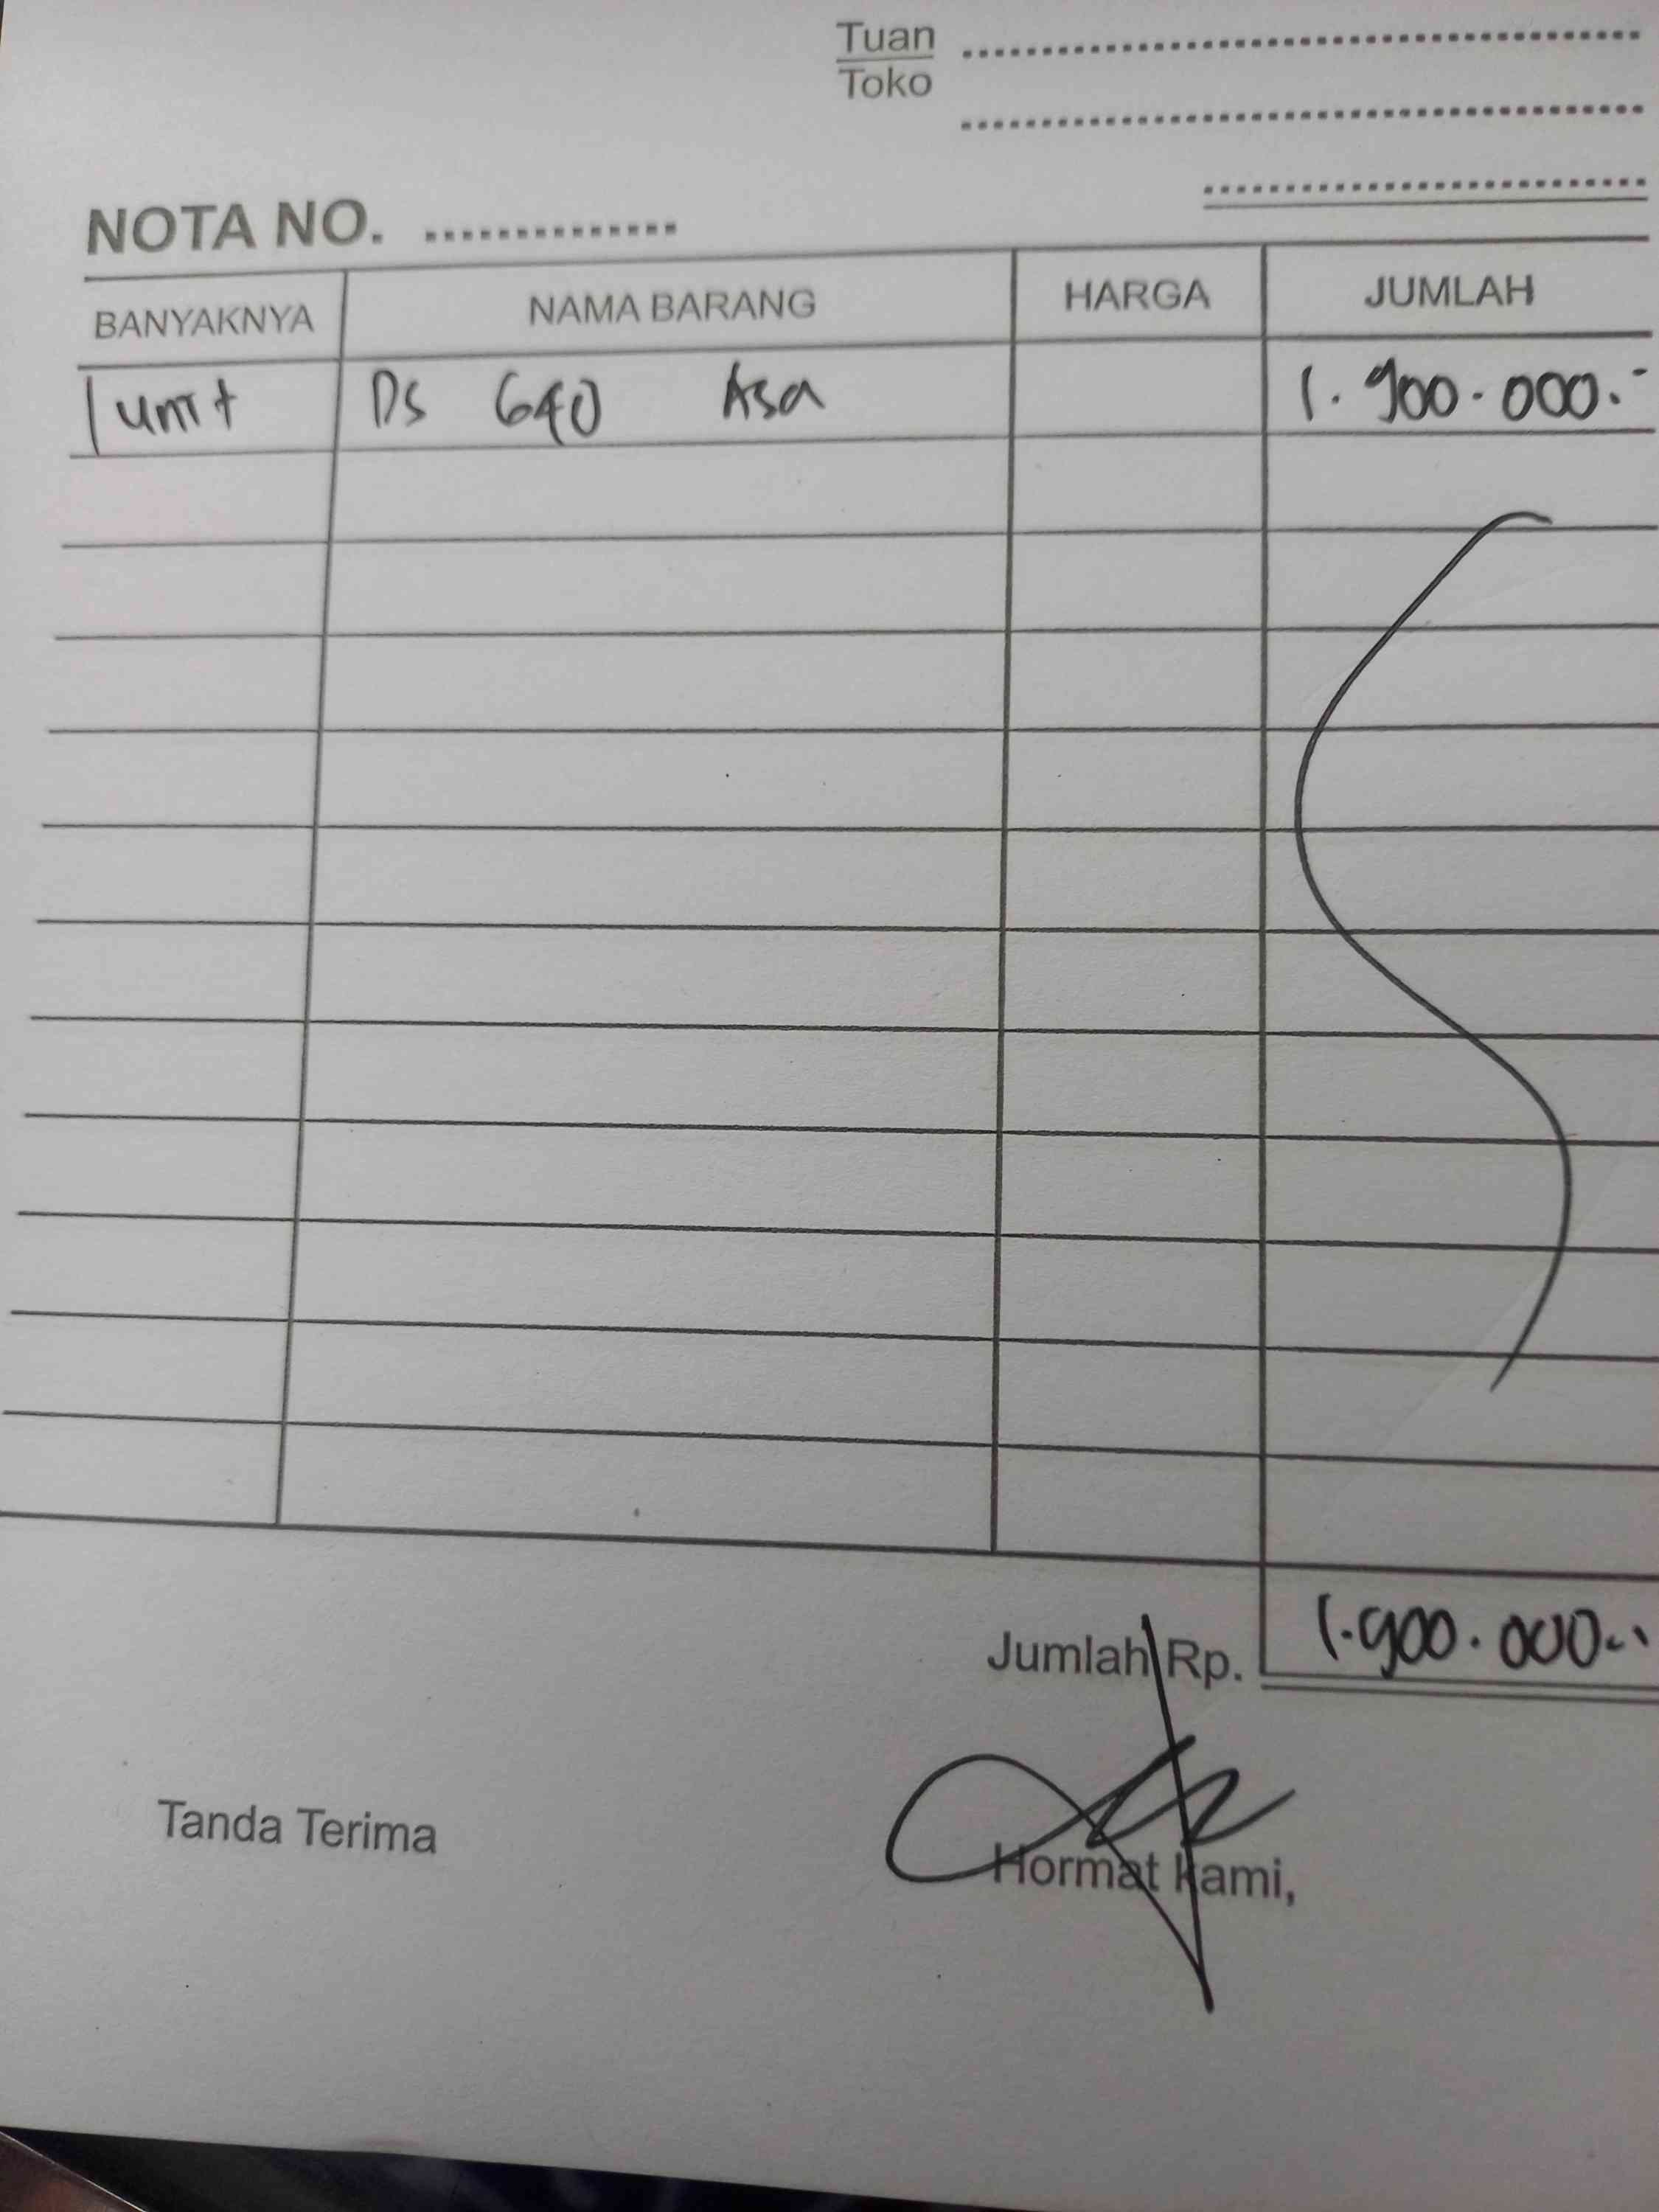 Tuan
Toko
NOTA NO.
BANYAKNYA NAMA BARANG HARGA JUMLAH
1 unit DS 640 Asa 1.900.000.-
Jumlah Rp. 1.900.000.-
Tanda Terima Hormat kami,